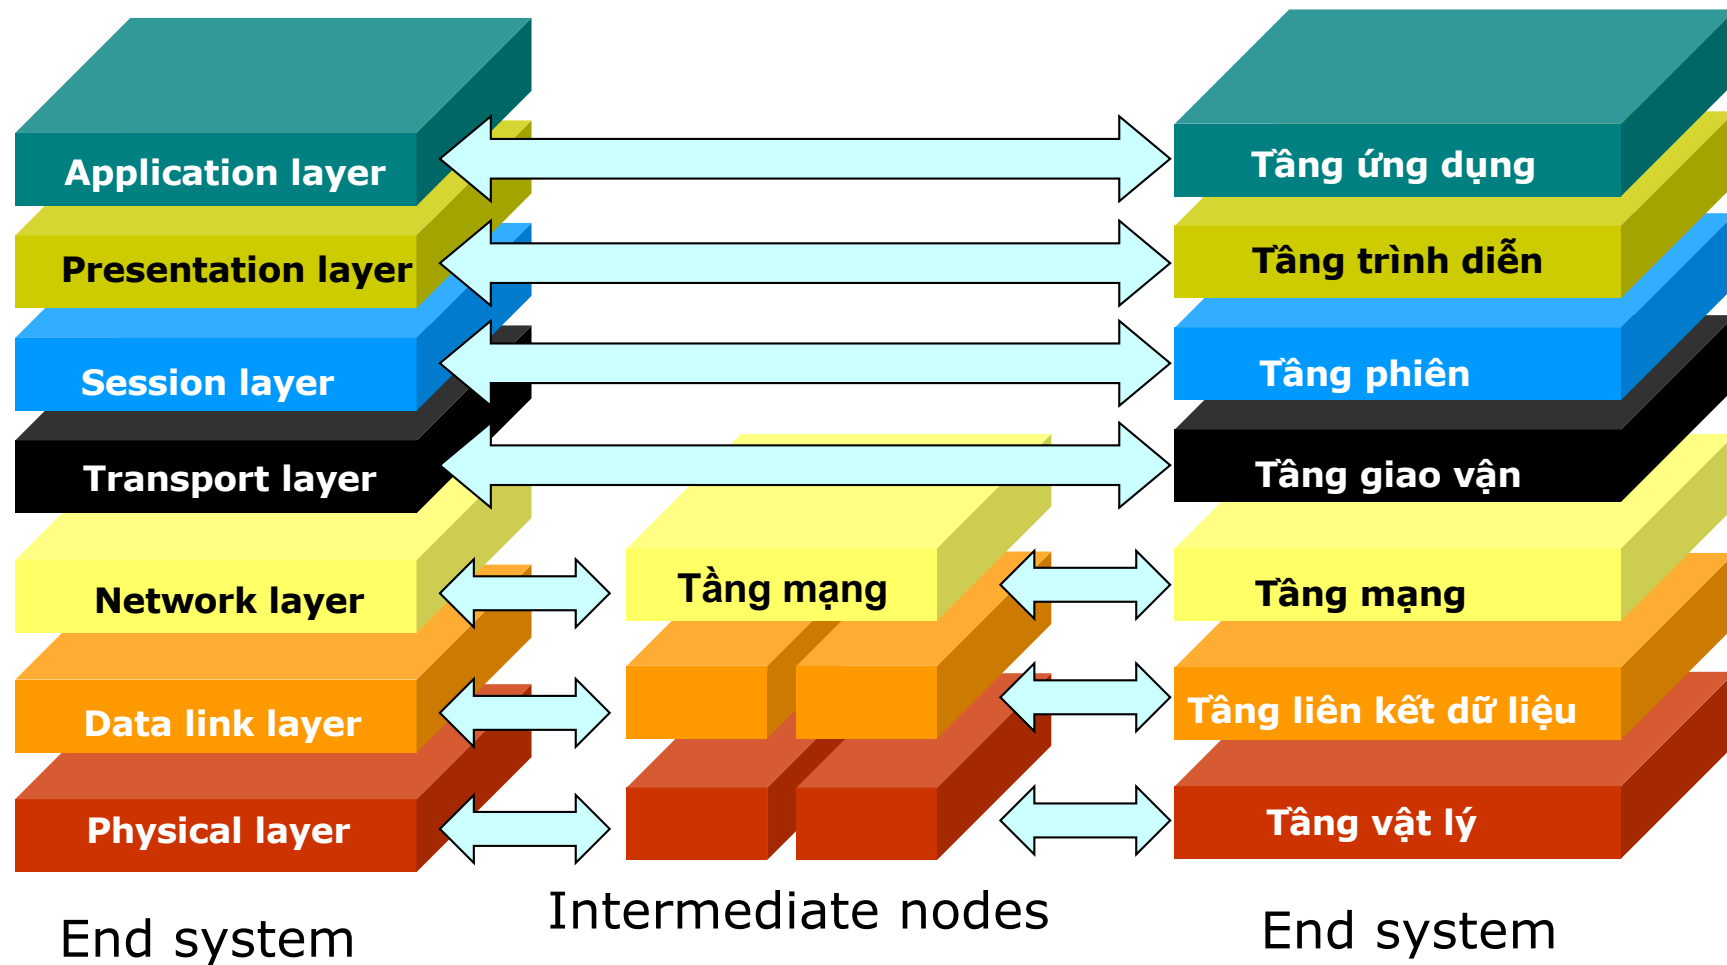 Application layer
Presentation layer
Session layer
Transport layer
Network layer
Data link layer
Physical layer
End system
Tầng mạng
Intermediate nodes
Tầng ứng dụng
Tầng trình diễn
Tầng phiên
Tầng giao vận
Tầng mạng
Tầng liên kết dữ liệu
Tầng vật lý
End system